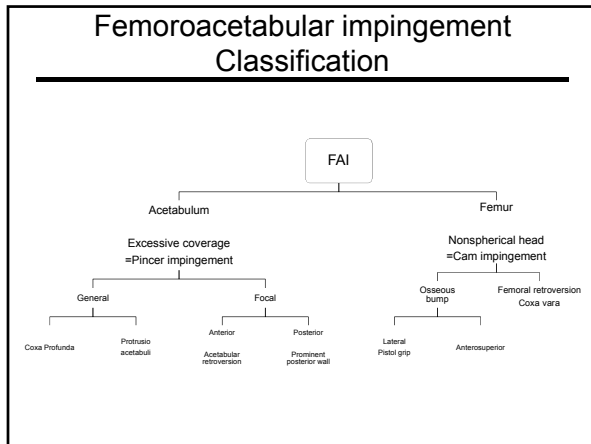 Femoroacetabular impingement
Classification
FAI
Acetabulum
Femur
Excessive coverage
=Pincer impingement
Nonspherical head
=Cam impingement
General
Focal
Osseous
bump
Femoral retroversion
Coxa vara
Coxa Profunda
Protrusio
acetabuli
Anterior
Acetabular
retroversion
Posterior
Prominent
posterior wall
Lateral
Pistol grip
Anterosuperior